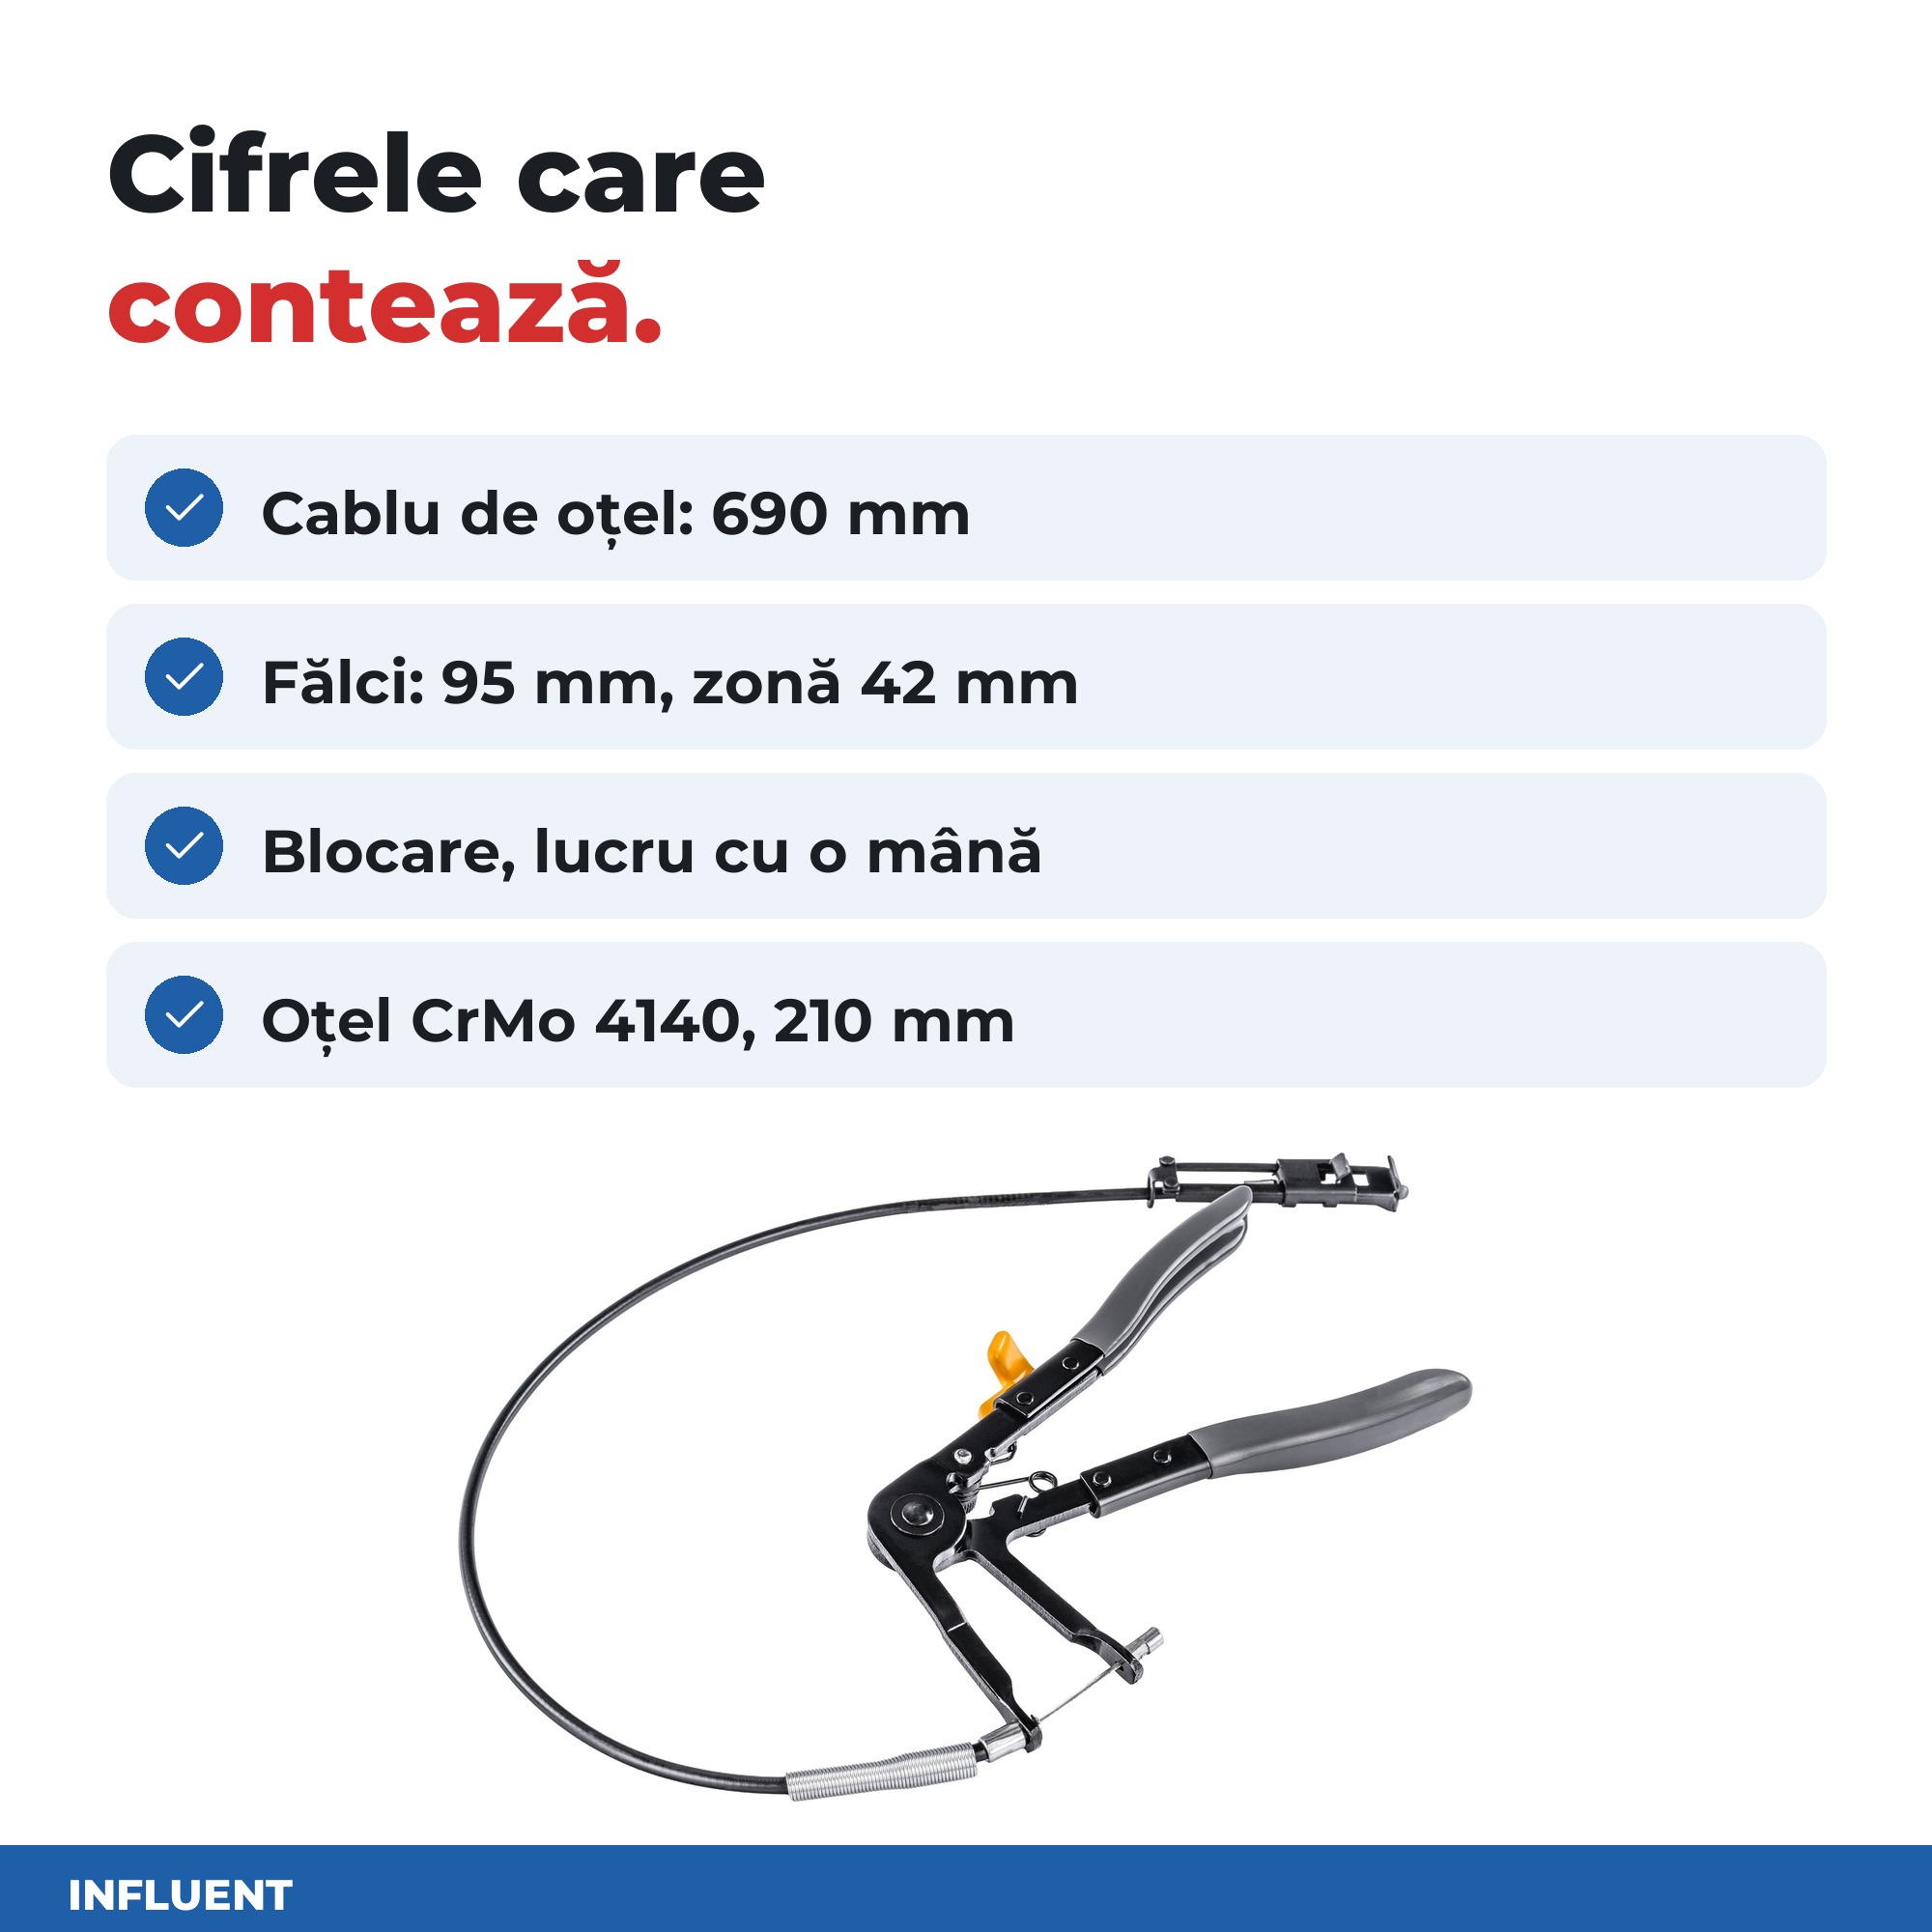 Cifrele care
contează.
Cablu de oțel: 690 mm
Fălci: 95 mm, zonă 42 mm
Blocare, lucru cu o mână
Oțel CrMo 4140, 210 mm
INFLUENT